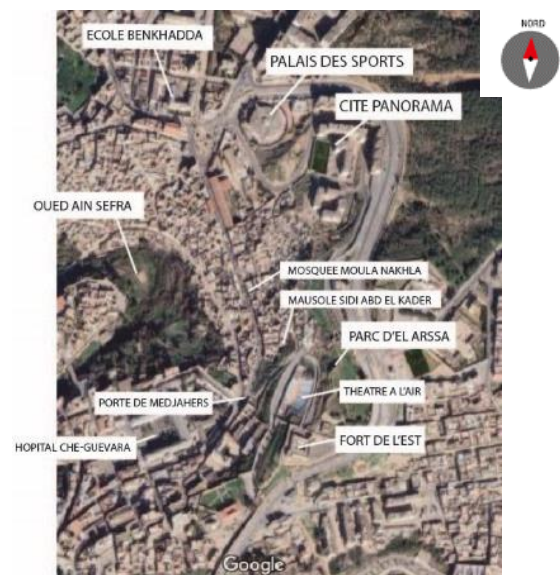 NORD
ECOLE BENKHADDA
PALAIS DES SPORTS
CITE PANORAMA
OUED AIN SEFRA
MOSQUEE MOULA NAKHLA
MAUSOLE SIDI ABD EL KADER
PARC D'EL ARSSA
PORTE DE MEDJAHERS
THEATRE A L'AIR
HOPITAL CHE-GUEVARA
FORT DE L'EST
Google